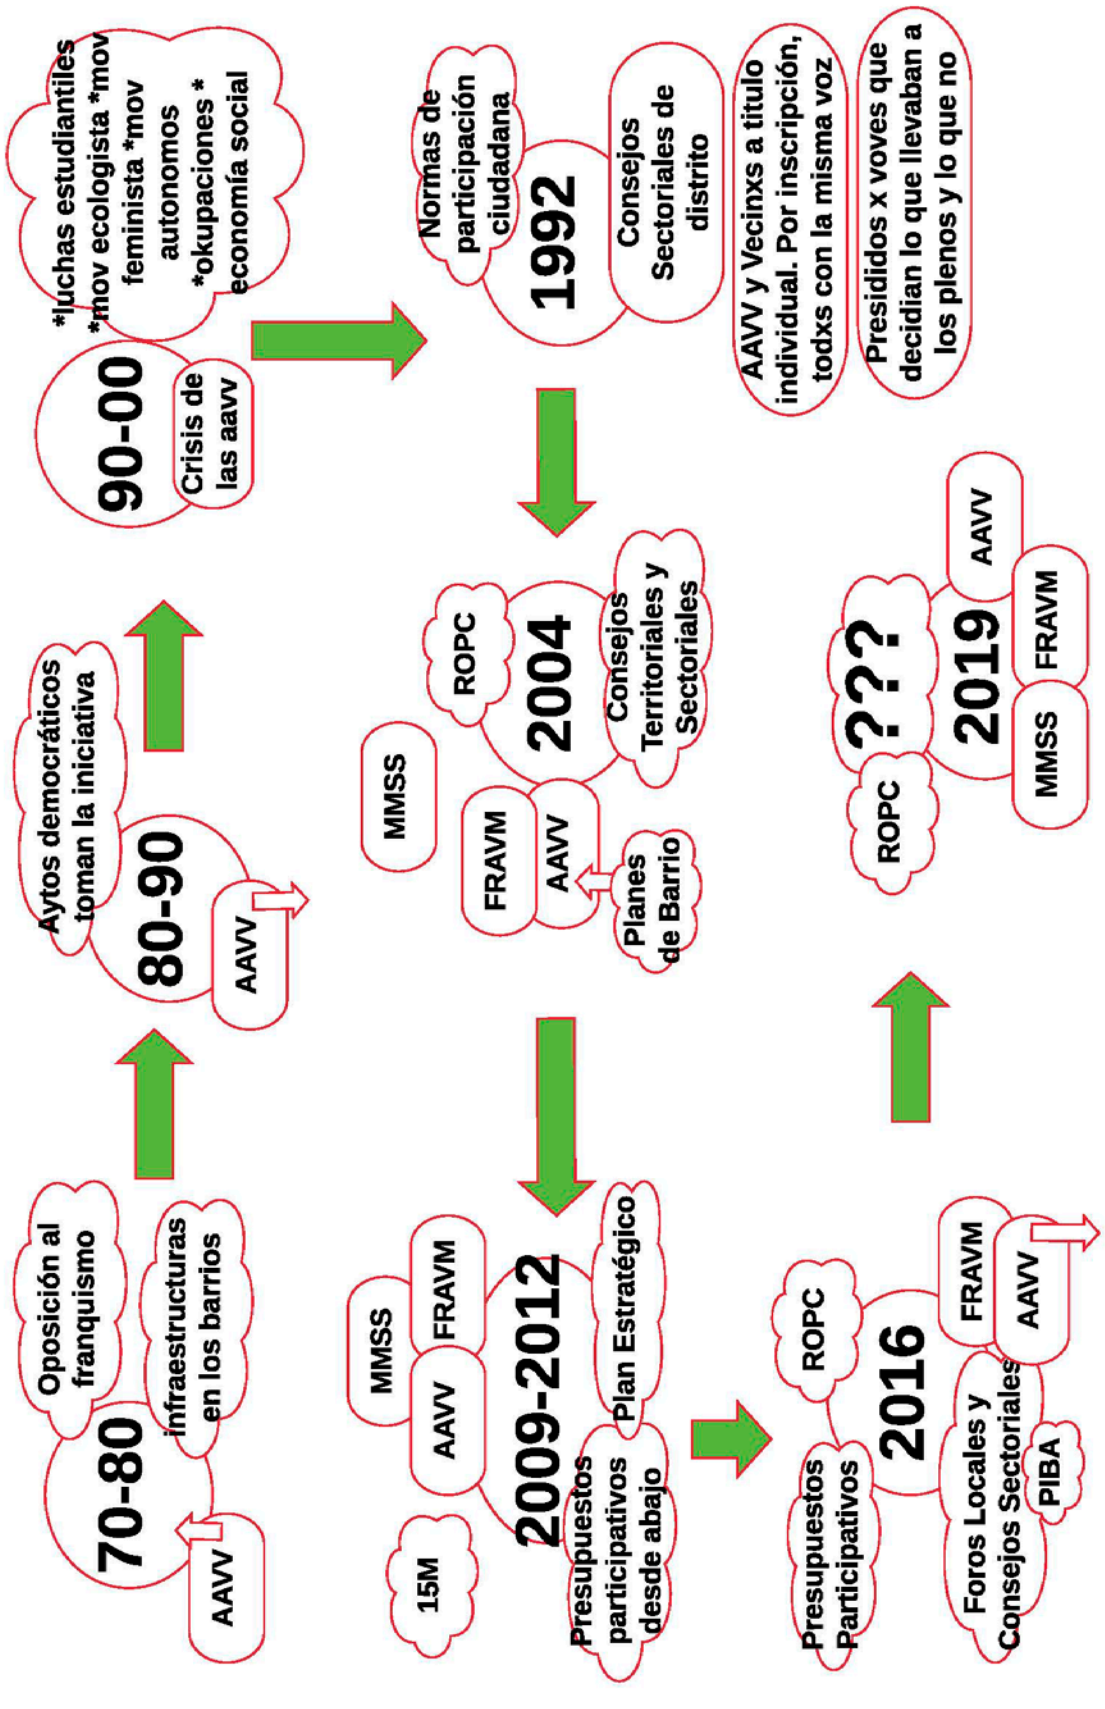 70-80
Oposición al
franquismo
infraestructuras
en los barrios
AAVV
Aytos democráticos
toman la iniciativa
80-90
AAVV
90-00
Crisis de
las aavv
*luchas estudiantiles
*mov ecologista *mov
feminista *mov
autonomos
*okupaciones *
economía social
Normas de
participación
ciudadana
1992
Consejos
Sectoriales de
distrito
AAVV y Vecinxs a titulo
individual. Por inscripción,
todxs con la misma voz
Presididos x voves que
decidian lo que llevaban a
los plenos y lo que no
MMSS
ROPC
FRAVM
AAVV
2004
Planes
de Barrio
Consejos
Territoriales y
Sectoriales
15M
MMSS
AAVV
FRAVM
2009-2012
Presupuestos
participativos
desde abajo
Plan Estratégico
ROPC
Presupuestos
Participativos
2016
FRAVM
AAVV
Foros Locales y
Consejos Sectoriales
PIBA
????
ROPC
2019
AAVV
MMSS
FRAVM